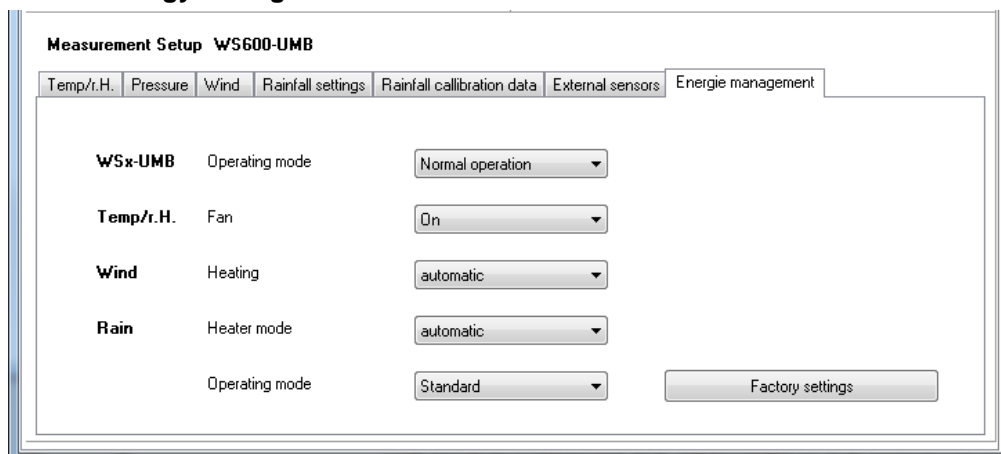 Measurement Setup WS600-UMB
Temp/r.H. Pressure Wind Rainfall settings Rainfall callibration data External sensors Energie management
WSx-UMB Operating mode Normal operation
Temp/r.H. Fan On
Wind Heating automatic
Rain Heater mode automatic
Operating mode Standard Factory settings